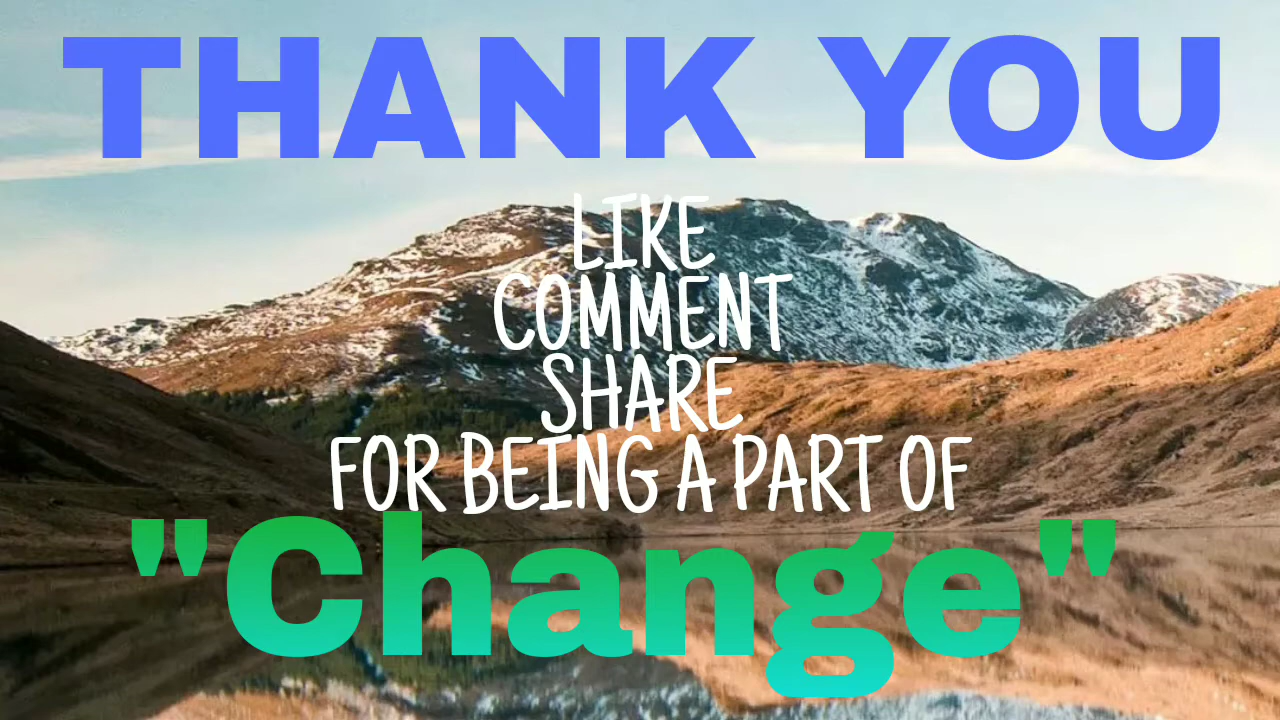 THANK YOU
LIKE
COMMENT
SHARE
FOR BEING A PART OF
"Change"